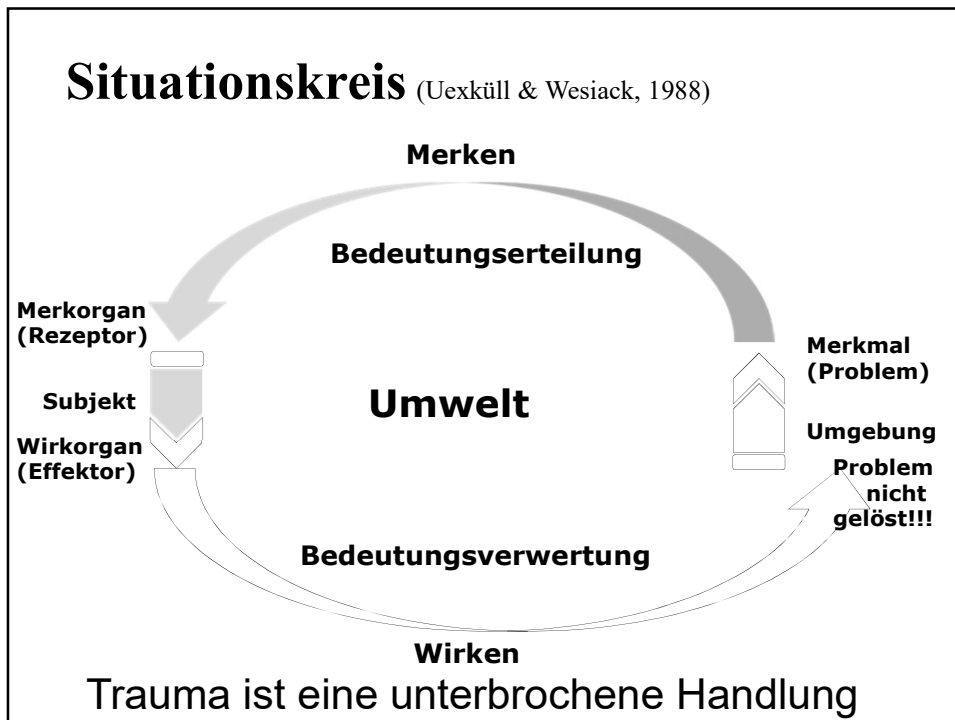 Situationskreis (Uexküll & Wesiack, 1988)
Merken
Bedeutungserteilung
Merkorgan
(Rezeptor)
Subjekt
Wirkorgan
(Effektor)
Umwelt
Merkmal
(Problem)
Umgebung
Problem
nicht
gelöst!!!
Bedeutungsverwertung
Wirken
Trauma ist eine unterbrochene Handlung